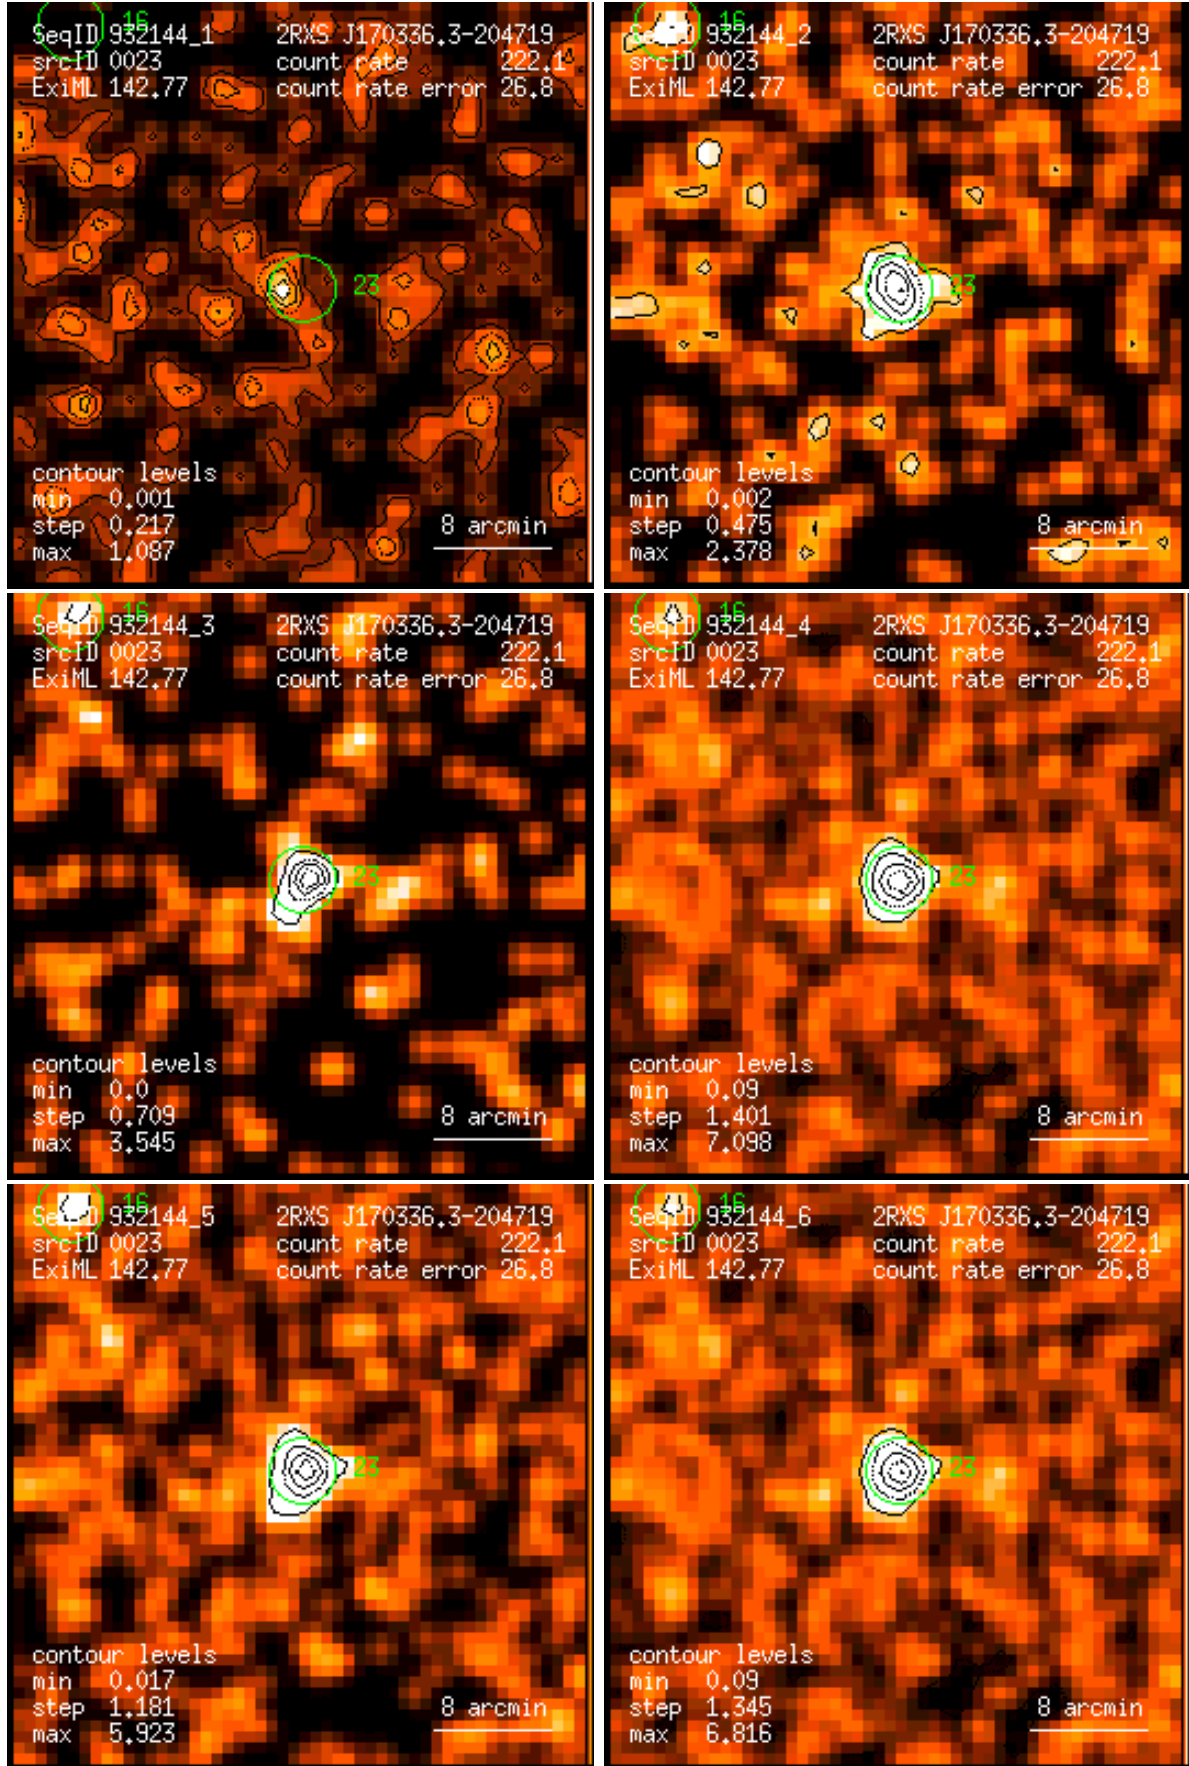 16
SeqID 932144_1 2RXS J170336.3-204719
srcID 0023 count rate 222.1
ExiML 142.77 count rate error 26.8
23
contour levels
min 0.001
step 0.217
max 1.087
8 arcmin
16
SeqID 932144_2 2RXS J170336.3-204719
srcID 0023 count rate 222.1
ExiML 142.77 count rate error 26.8
23
contour levels
min 0.002
step 0.475
max 2.378
8 arcmin
16
SeqID 932144_3 2RXS J170336.3-204719
srcID 0023 count rate 222.1
ExiML 142.77 count rate error 26.8
23
contour levels
min 0.0
step 0.709
max 3.545
8 arcmin
16
SeqID 932144_4 2RXS J170336.3-204719
srcID 0023 count rate 222.1
ExiML 142.77 count rate error 26.8
23
contour levels
min 0.09
step 1.401
max 7.098
8 arcmin
16
SeqID 932144_5 2RXS J170336.3-204719
srcID 0023 count rate 222.1
ExiML 142.77 count rate error 26.8
23
contour levels
min 0.017
step 1.181
max 5.923
8 arcmin
16
SeqID 932144_6 2RXS J170336.3-204719
srcID 0023 count rate 222.1
ExiML 142.77 count rate error 26.8
23
contour levels
min 0.09
step 1.345
max 6.816
8 arcmin